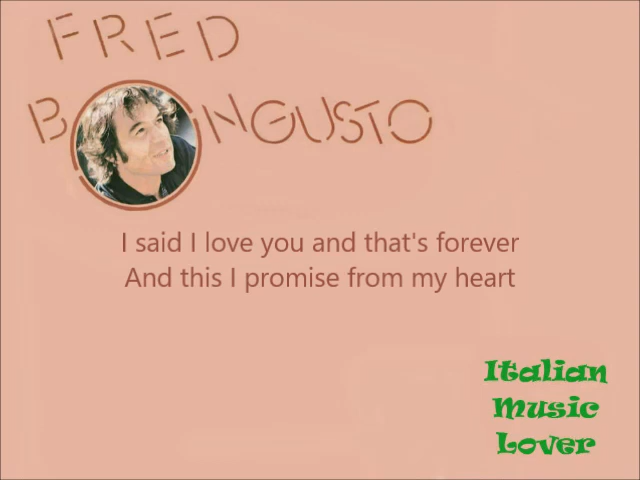 FRED
BONGUSTO
I said I love you and that's forever
And this I promise from my heart
Italian
Music
Lover